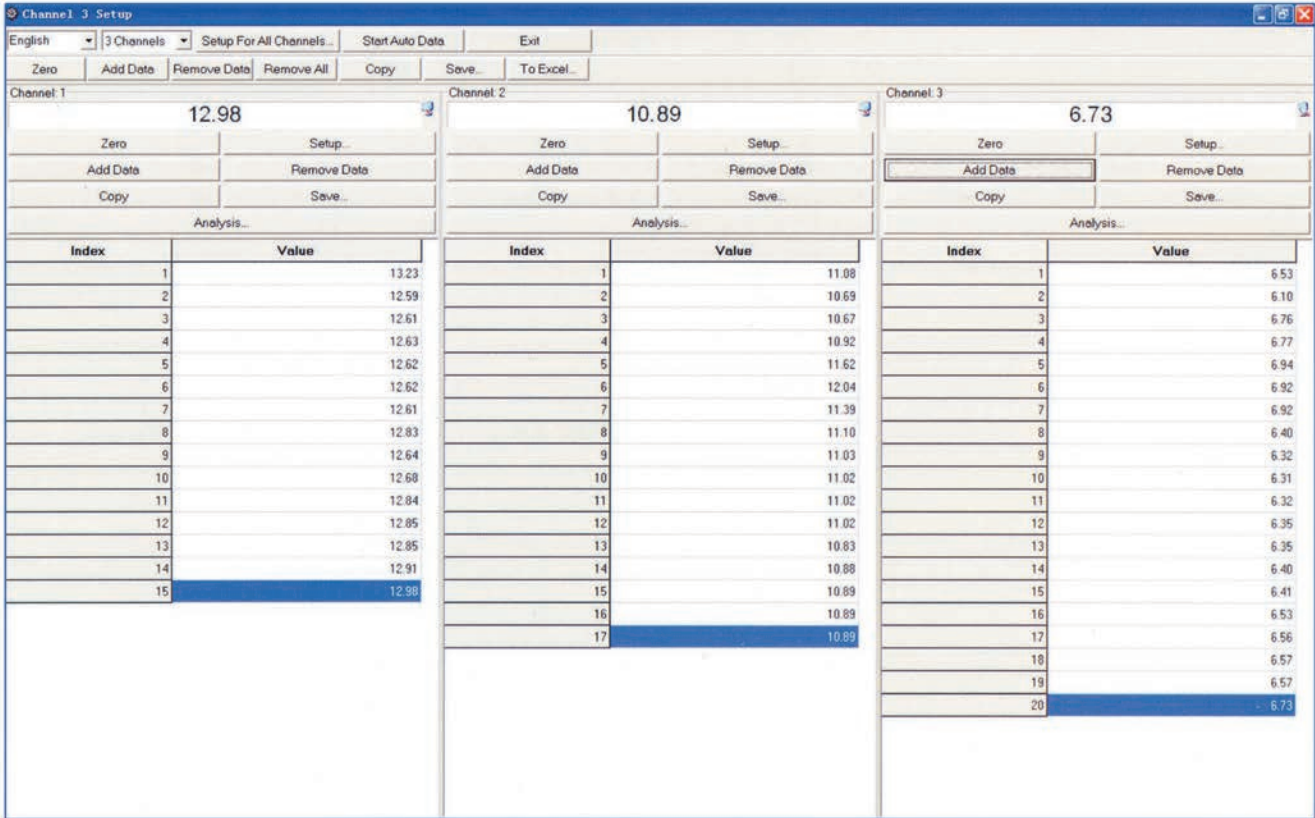 Channel 3 Setup
English 3 Channels Setup For All Channels... Start Auto Data Exit
Zero Add Data Remove Data Remove All Copy Save... To Excel...
Channel: 1
12.98
Zero Setup...
Add Data Remove Data
Copy Save...
Analysis...
Index Value
1 13.23
2 12.59
3 12.61
4 12.63
5 12.62
6 12.62
7 12.61
8 12.83
9 12.64
10 12.68
11 12.84
12 12.85
13 12.85
14 12.91
15 12.98
Channel: 2
10.89
Zero Setup...
Add Data Remove Data
Copy Save...
Analysis...
Index Value
1 11.08
2 10.69
3 10.67
4 10.92
5 11.62
6 12.04
7 11.39
8 11.10
9 11.03
10 11.02
11 11.02
12 11.02
13 10.83
14 10.88
15 10.89
16 10.89
17 10.89
Channel: 3
6.73
Zero Setup...
Add Data Remove Data
Copy Save...
Analysis...
Index Value
1 6.53
2 6.10
3 6.76
4 6.77
5 6.94
6 6.92
7 6.92
8 6.40
9 6.32
10 6.31
11 6.32
12 6.35
13 6.35
14 6.40
15 6.41
16 6.53
17 6.56
18 6.57
19 6.57
20 6.73